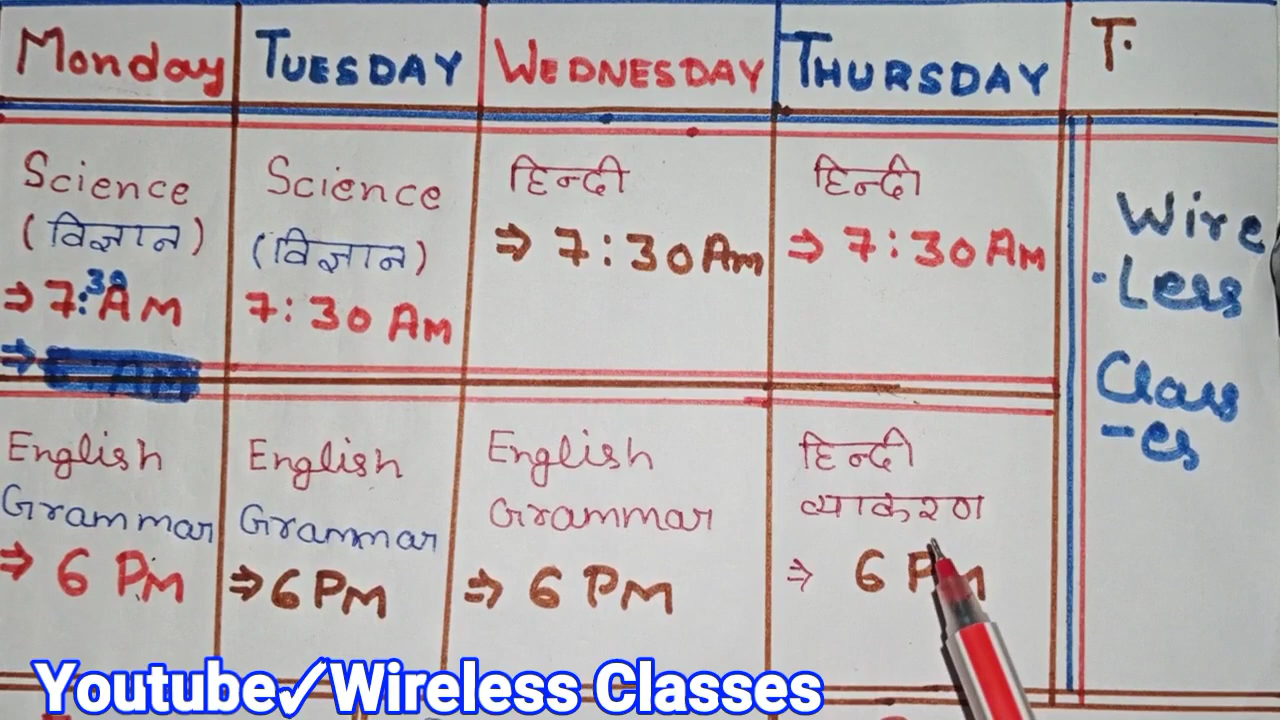 Monday
TUESDAY
WEDNESDAY
THURSDAY
T.
Science
(विज्ञान)
⇒ 7:30 AM
⇒
Science
(विज्ञान)
7:30 AM
हिन्दी
⇒ 7:30 Am
हिन्दी
⇒ 7:30 Am
Wire
-Less
Class
-es
English
Grammar
⇒ 6 Pm
English
Grammar
⇒ 6 PM
English
Grammar
⇒ 6 PM
हिन्दी
व्याकरण
⇒ 6 Pm
Youtube✓Wireless Classes